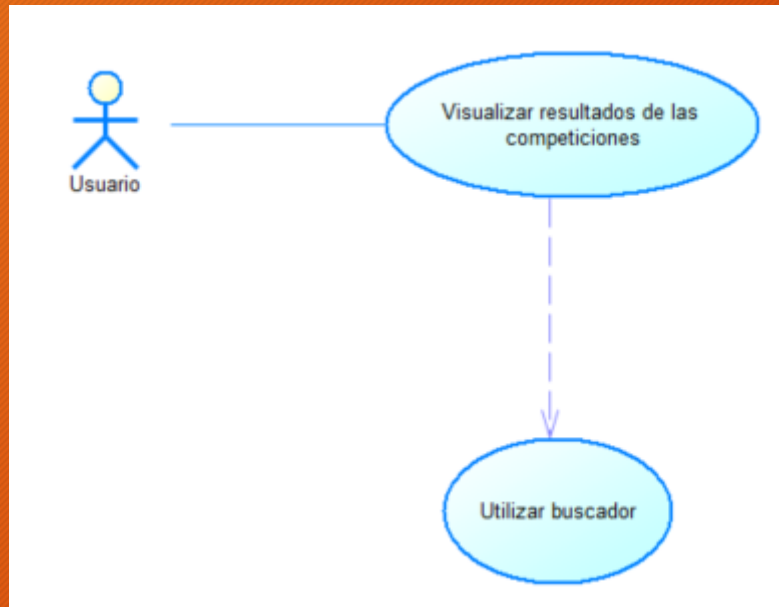 Visualizar resultados de las
competiciones
Usuario
Utilizar buscador